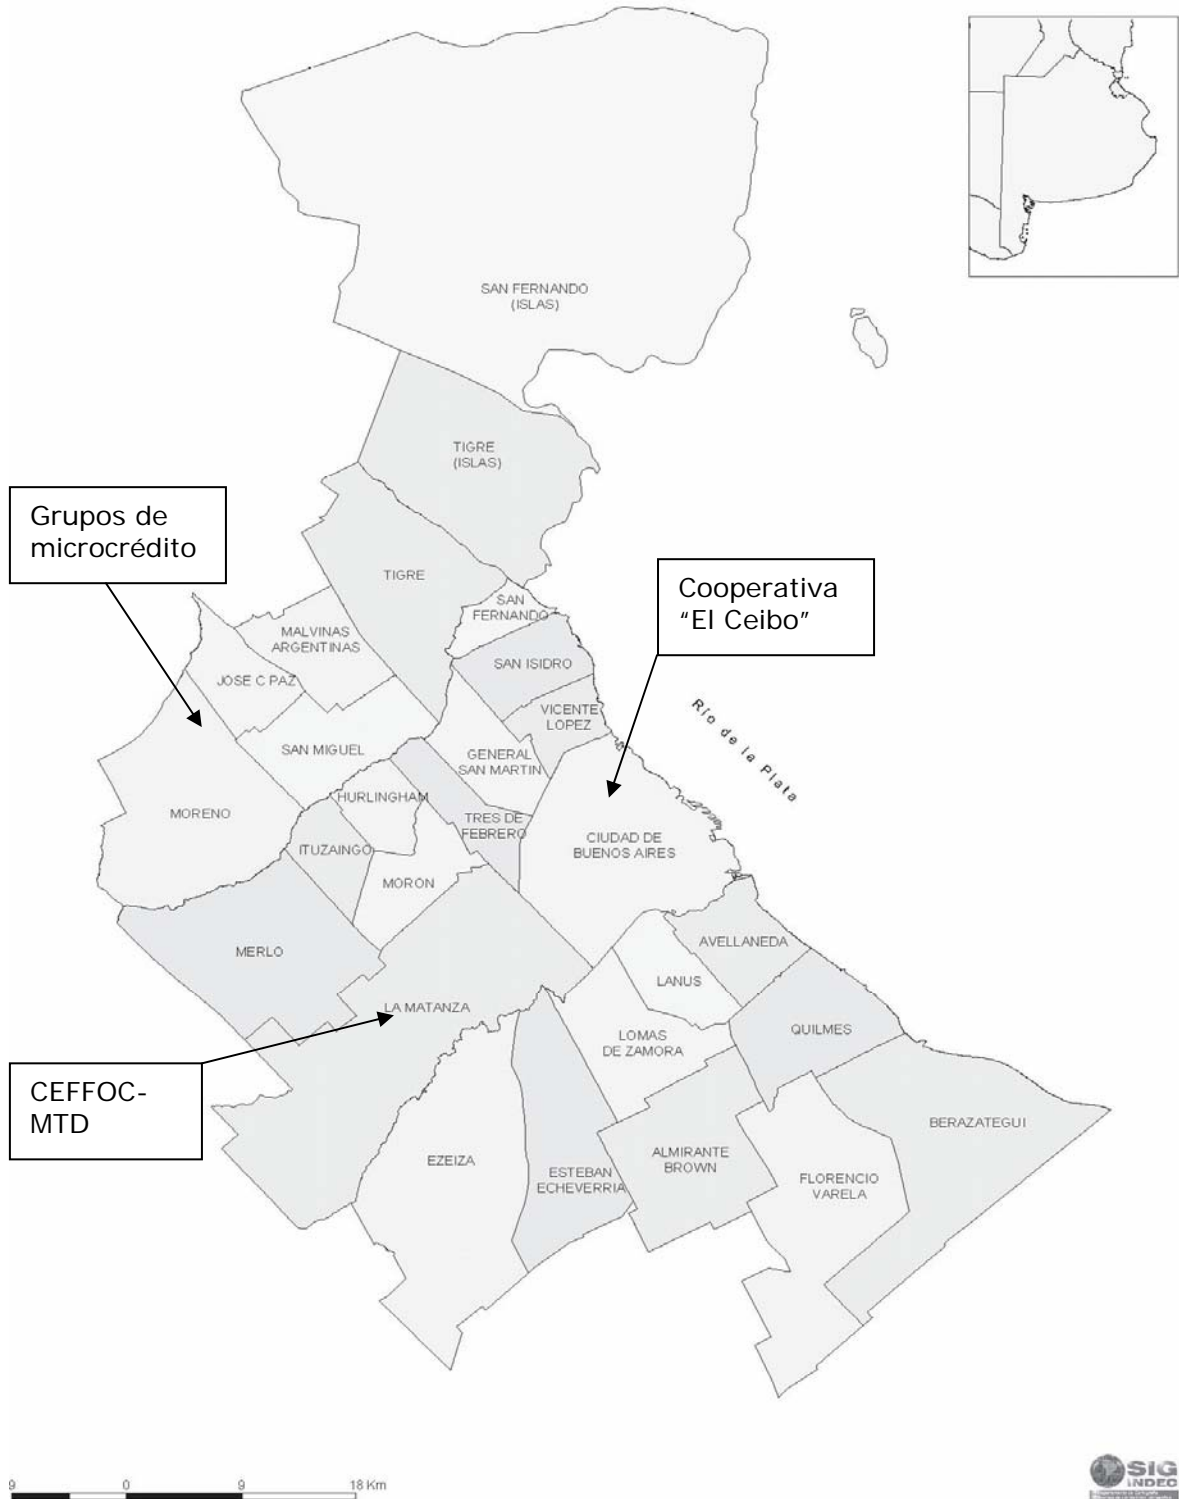 SAN FERNANDO
(ISLAS)
TIGRE
(ISLAS)
Grupos de
microcrédito
TIGRE
Cooperativa
“El Ceibo”
SAN
FERNANDO
MALVINAS
ARGENTINAS
SAN ISIDRO
JOSE C PAZ
VICENTE
LOPEZ
Río de la Plata
SAN MIGUEL
GENERAL
SAN MARTIN
HURLINGHAM
MORENO
TRES DE
FEBRERO
CIUDAD DE
BUENOS AIRES
ITUZAINGO
MORON
MERLO
AVELLANEDA
LANUS
LA MATANZA
QUILMES
LOMAS
DE ZAMORA
CEFFOC-
MTD
BERAZATEGUI
EZEIZA
ALMIRANTE
BROWN
ESTEBAN
ECHEVERRIA
FLORENCIO
VARELA
9 0 9 18 Km
SIG
INDEC